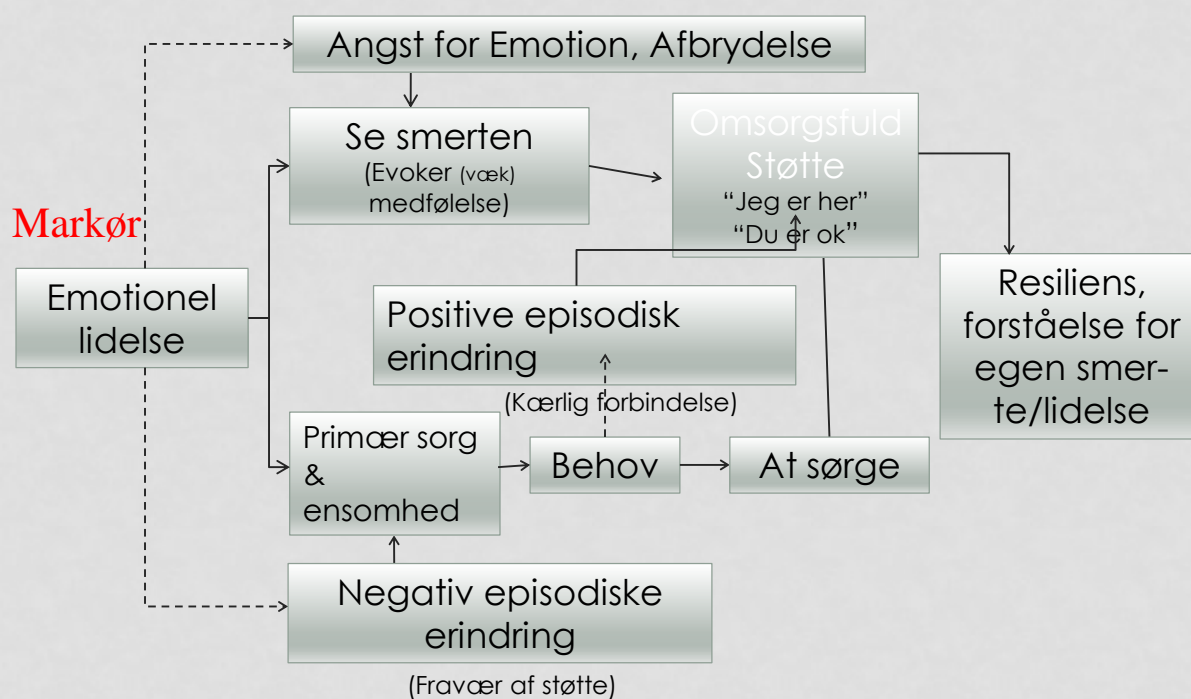 Angst for Emotion, Afbrydelse
Se smerten
(Evoker (væk)
medfølelse)
Omsorgsfuld
Støtte
“Jeg er her”
“Du er ok”
Markør
Emotionel
lidelse
Resiliens,
forståelse for
egen smer-
te/lidelse
Positive episodisk
erindring
(Kærlig forbindelse)
Primær sorg
&
ensomhed
Behov
At sørge
Negativ episodiske
erindring
(Fravær af støtte)